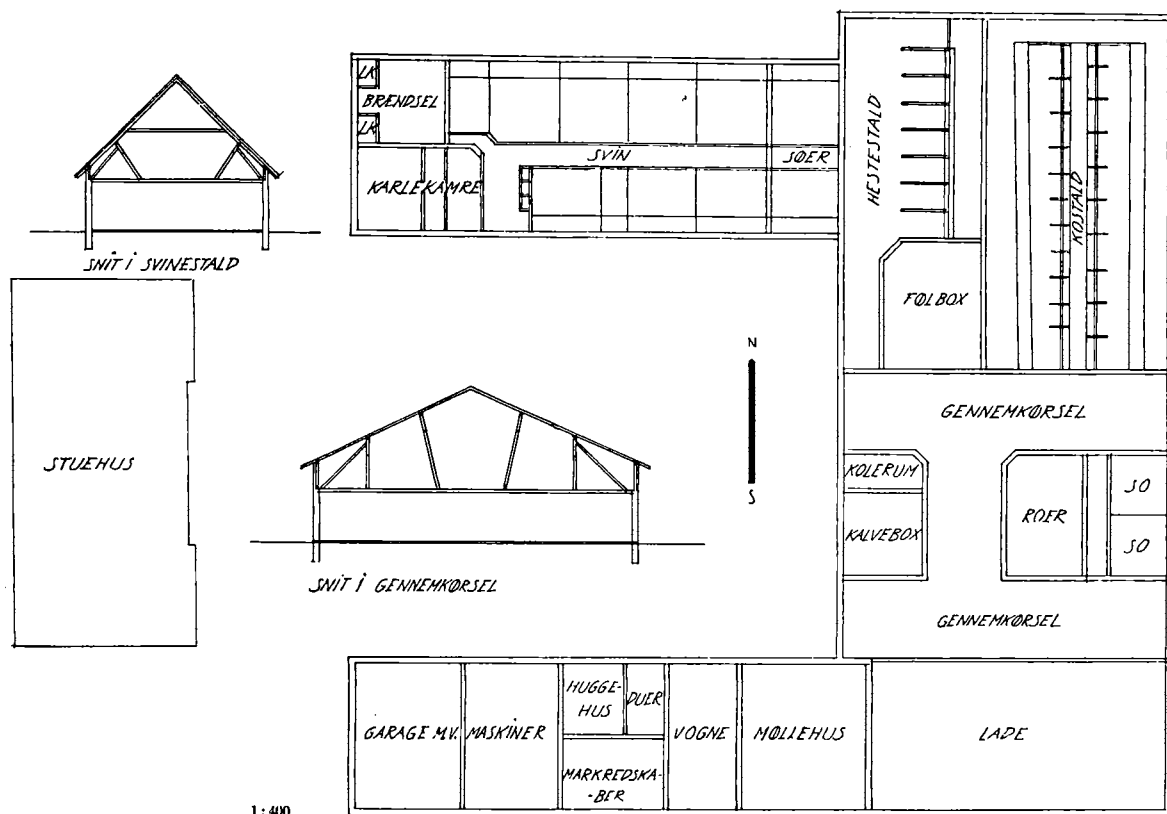 SNIT I SVINESTALD
LK
BRÆNDSEL
LK
KARLEKAMRE
SVIN
SØER
HESTESTALD
KOSTALD
FØLBOX
STUEHUS
N
S
SNIT I GENNEMKØRSEL
GENNEMKØRSEL
KØLERUM
KALVEBOX
ROER
SO
SO
GENNEMKØRSEL
GARAGE M.V.
MASKINER
HUGGE-
HUS
DUER
MARKREDSKA-
-BER
VOGNE
MØLLEHUS
LADE
1:400